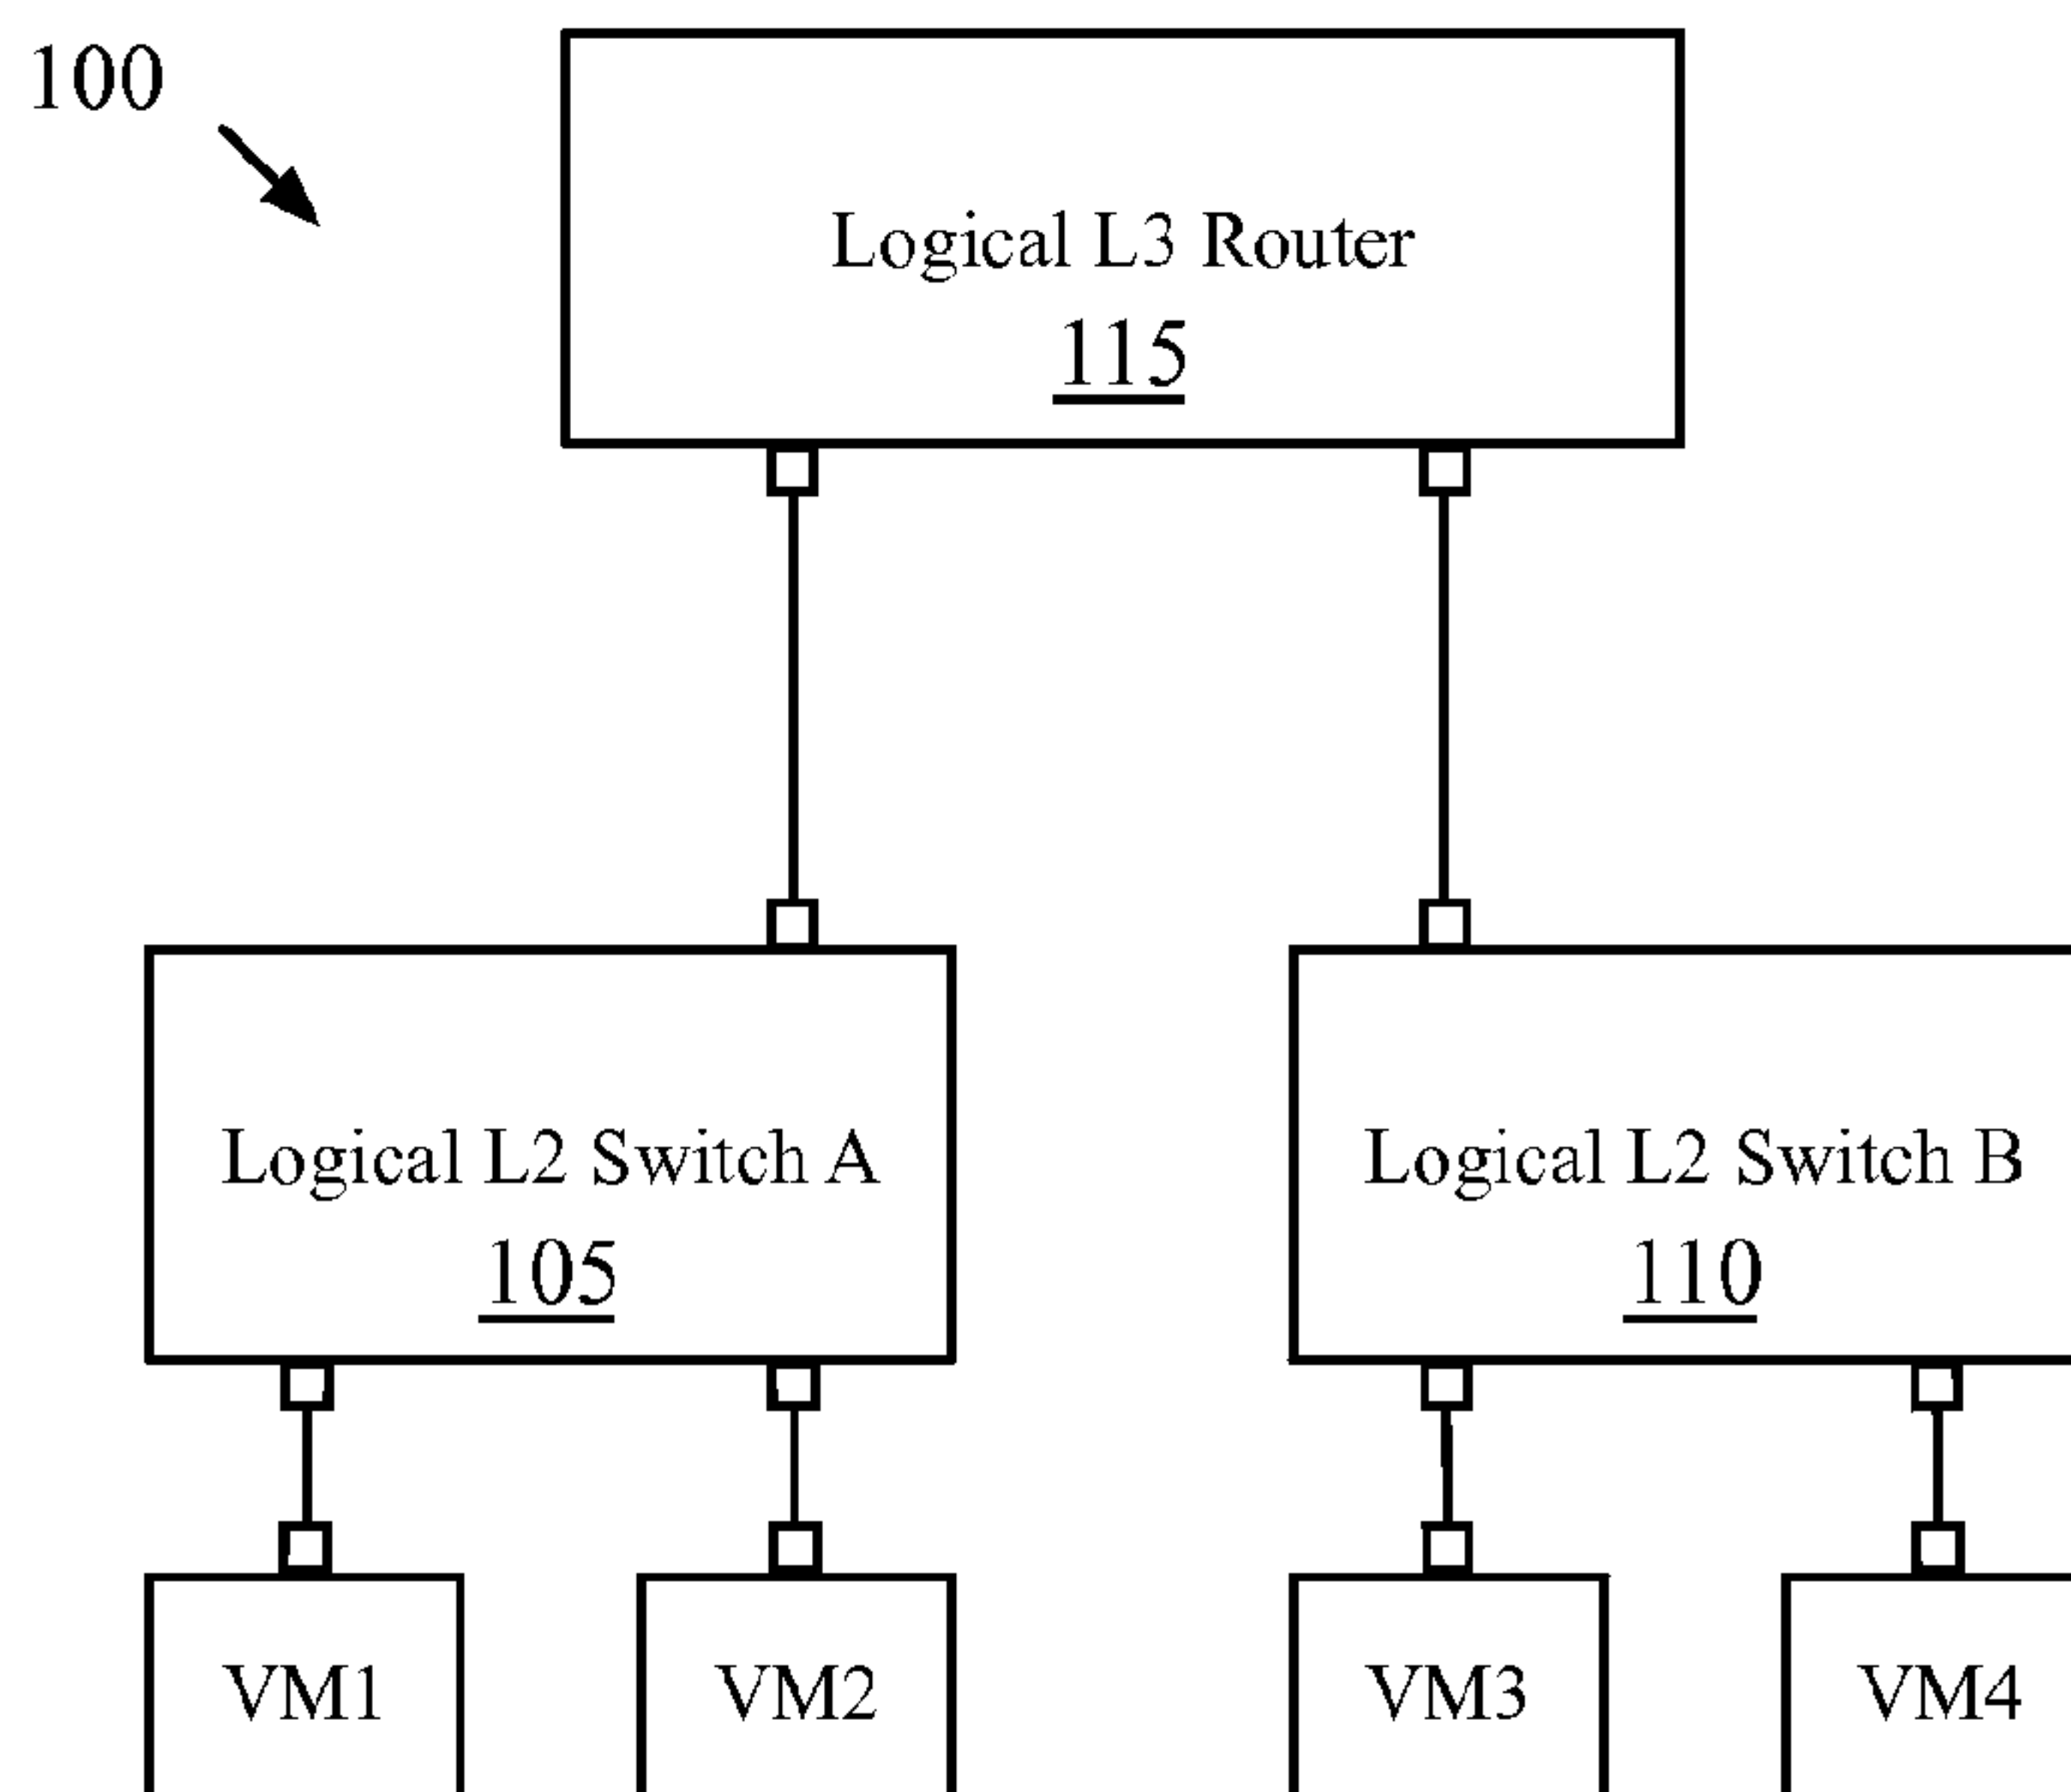 100
Logical L3 Router
115
Logical L2 Switch A
105
Logical L2 Switch B
110
VM1
VM2
VM3
VM4